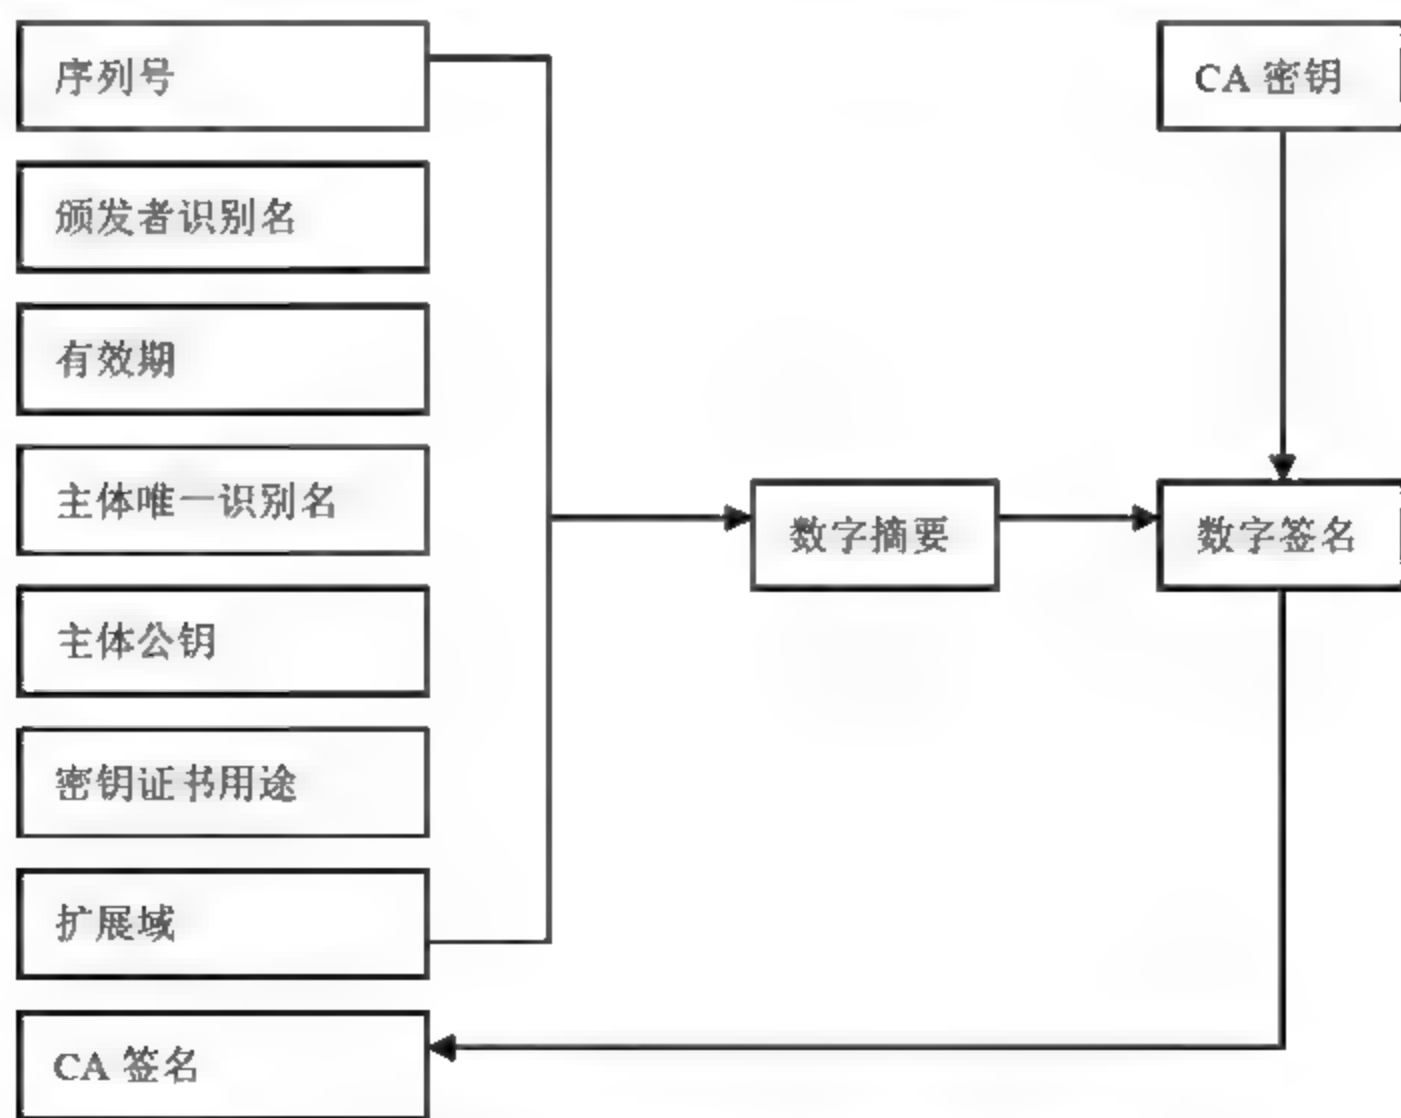 序列号
CA 密钥
颁发者识别名
有效期
主体唯一识别名
数字摘要
数字签名
主体公钥
密钥证书用途
扩展域
CA 签名